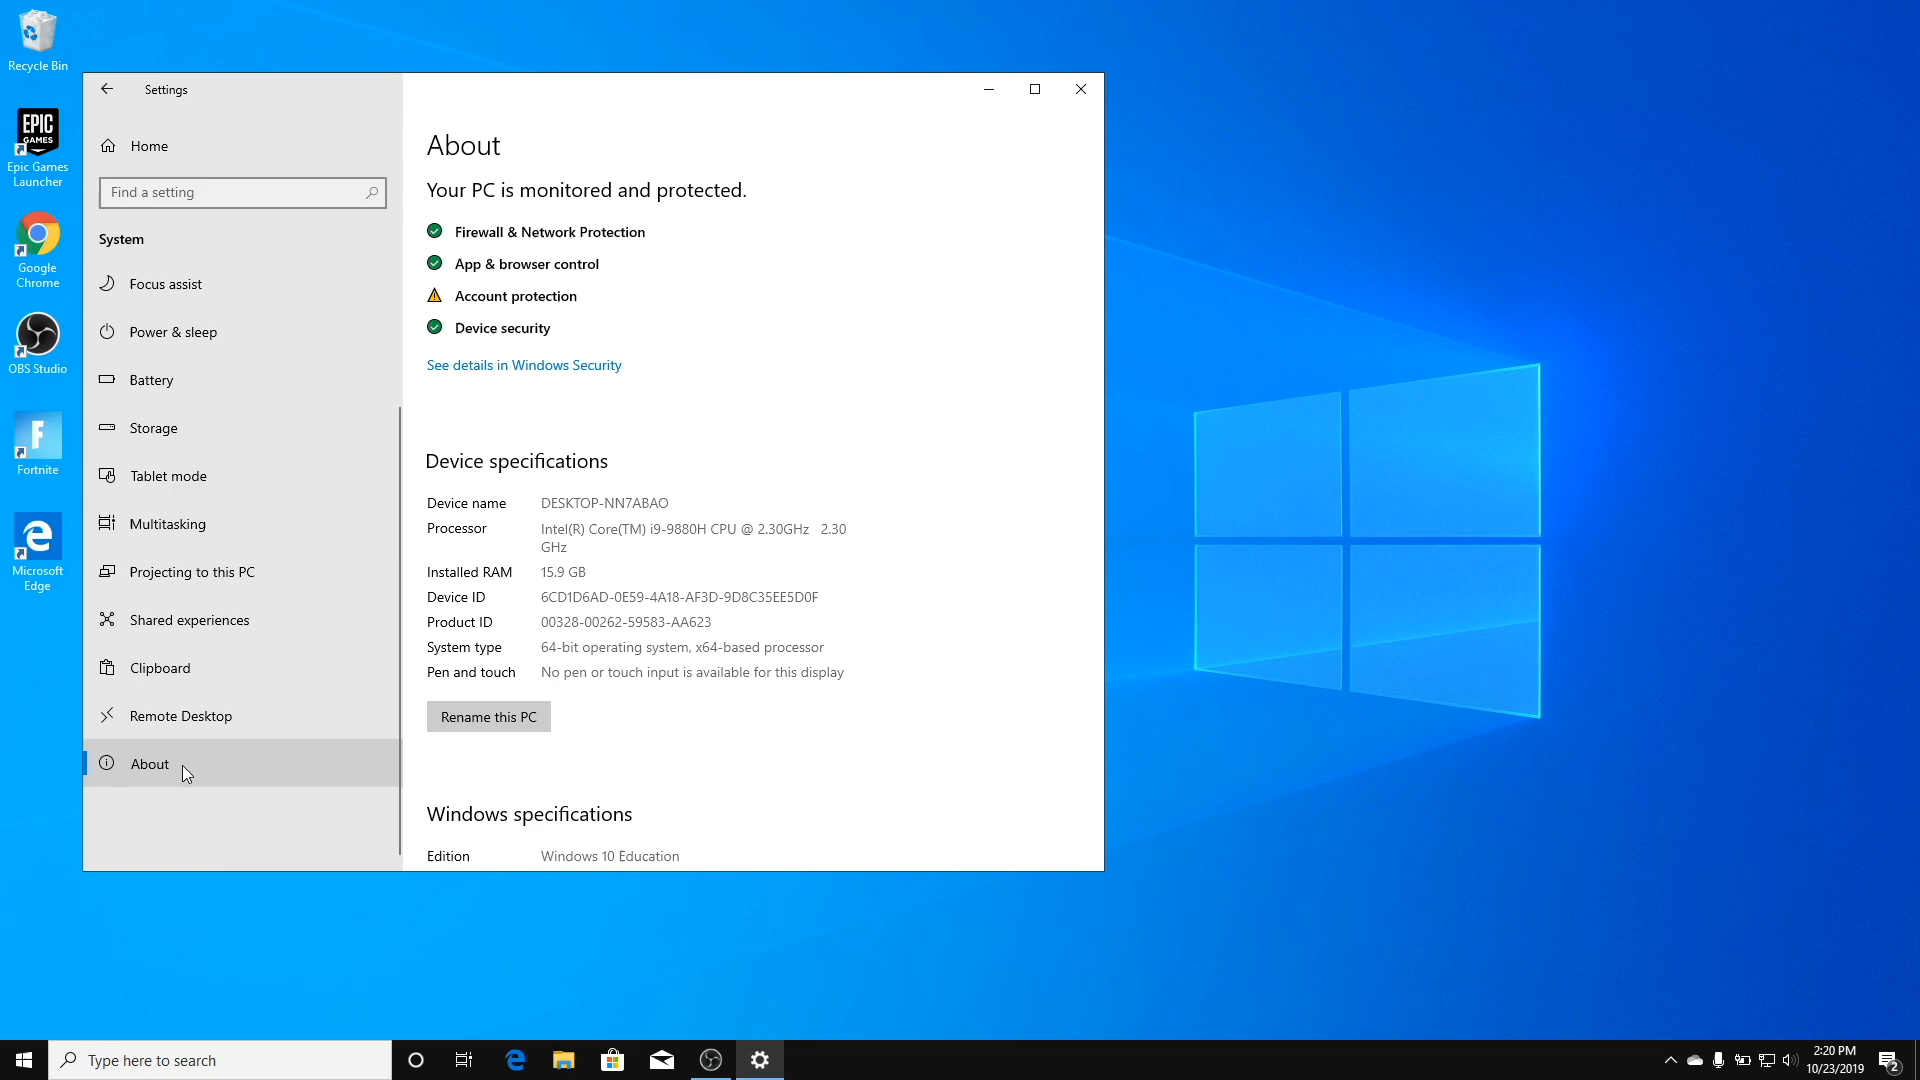 Recycle Bin
EPIC
GAMES
Epic Games
Launcher
Google
Chrome
OBS Studio
F
Fortnite
Microsoft
Edge
Settings
Home
Find a setting
System
Focus assist
Power & sleep
Battery
Storage
Tablet mode
Multitasking
Projecting to this PC
Shared experiences
Clipboard
Remote Desktop
About
About
Your PC is monitored and protected.
Firewall & Network Protection
App & browser control
Account protection
Device security
See details in Windows Security
Device specifications
Device name DESKTOP-NN7ABAO
Processor Intel(R) Core(TM) i9-9880H CPU @ 2.30GHz 2.30
GHz
Installed RAM 15.9 GB
Device ID 6CD1D6AD-0E59-4A18-AF3D-9D8C35EE5D0F
Product ID 00328-00262-59583-AA623
System type 64-bit operating system, x64-based processor
Pen and touch No pen or touch input is available for this display
Rename this PC
Windows specifications
Edition Windows 10 Education
Type here to search
2:20 PM
10/23/2019
2